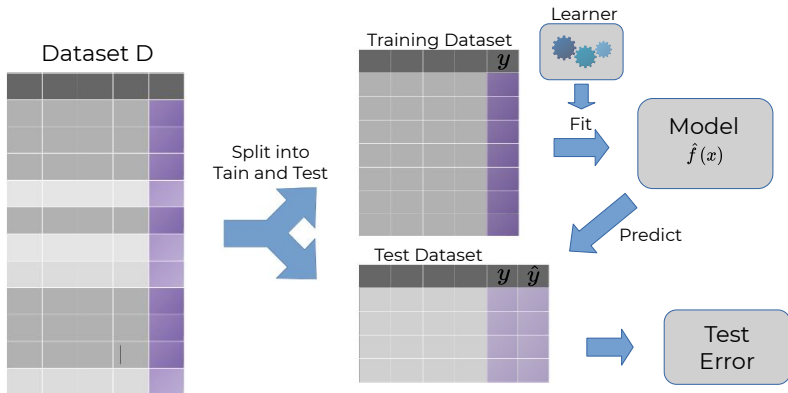 Dataset D
Split into
Tain and Test
Training Dataset
y
Learner
Fit
Model
f̂(x)
Predict
Test Dataset
y ŷ
Test
Error